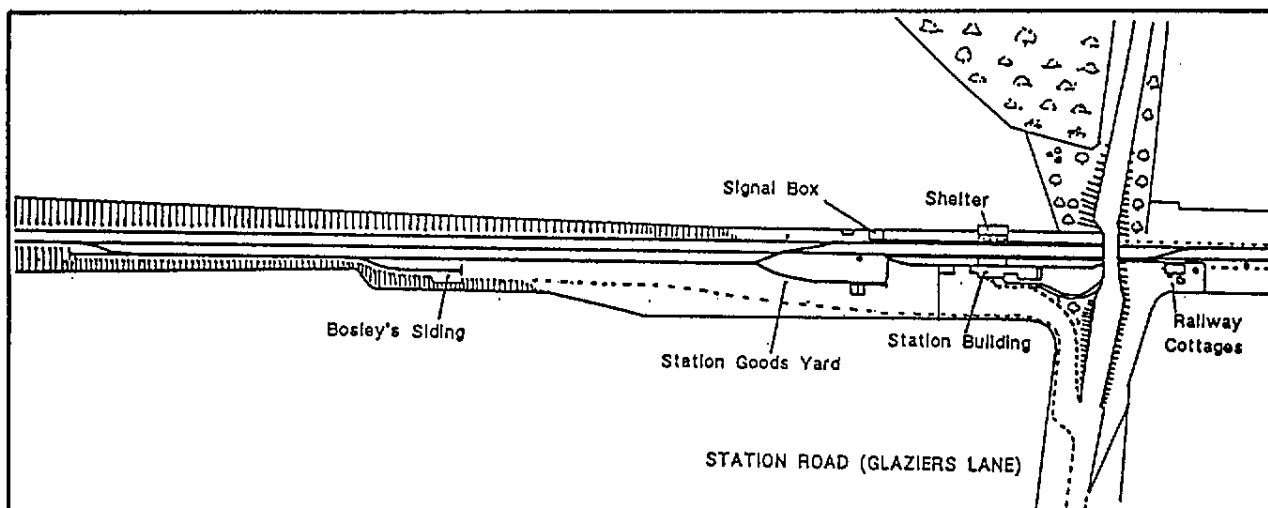 Signal Box
Shelter
Bosley's Siding
Station Goods Yard
Station Building
Railway
Cottages
STATION ROAD (GLAZIERS LANE)